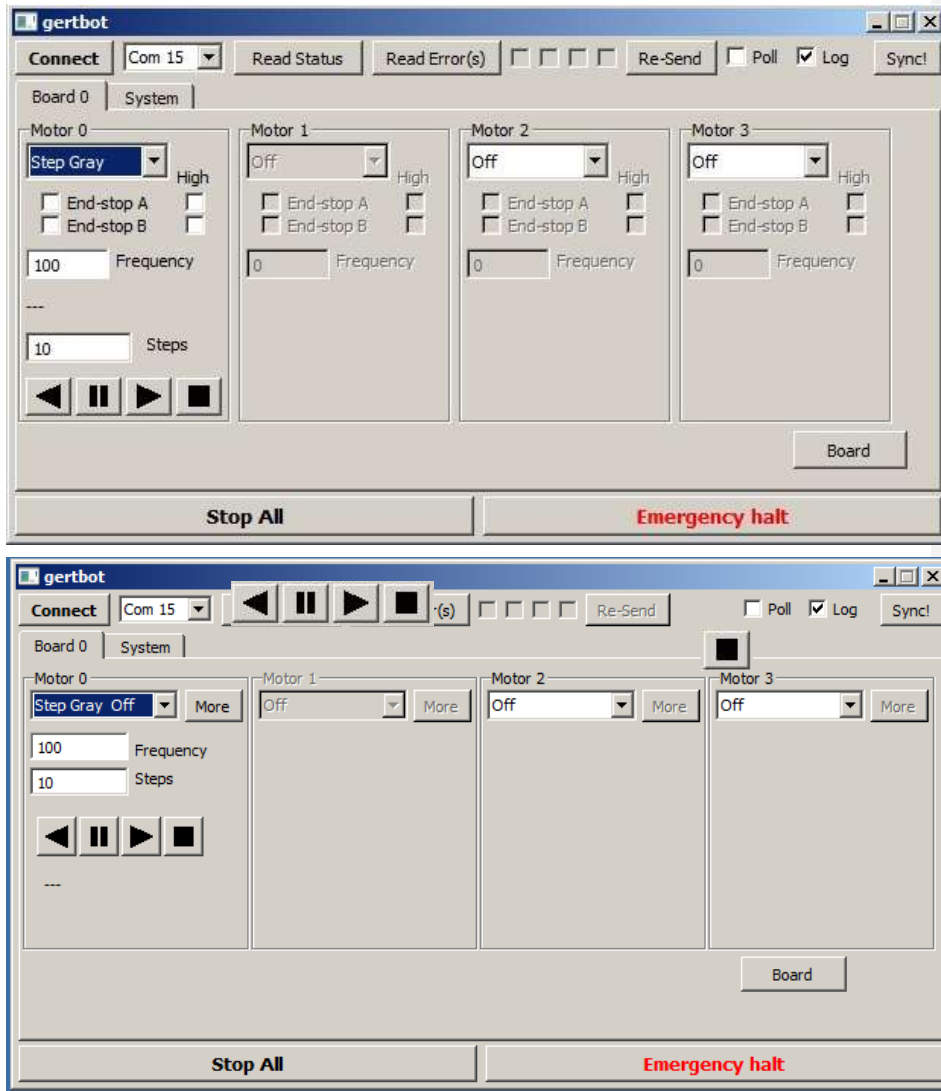 gertbot
Connect Com 15 Read Status Read Error(s) Re-Send Poll Log Sync!
Board 0 System
Motor 0 Motor 1 Motor 2 Motor 3
Step Gray Off Off Off
High High High High
End-stop A End-stop A End-stop A End-stop A
End-stop B End-stop B End-stop B End-stop B
100 Frequency 0 Frequency 0 Frequency 0 Frequency
---
10 Steps
Board
Stop All Emergency halt
gertbot
Connect Com 15 r(s) Re-Send Poll Log Sync!
Board 0 System
Motor 0 Motor 1 Motor 2 Motor 3
Step Gray Off More Off More Off More Off More
100 Frequency
10 Steps
---
Board
Stop All Emergency halt